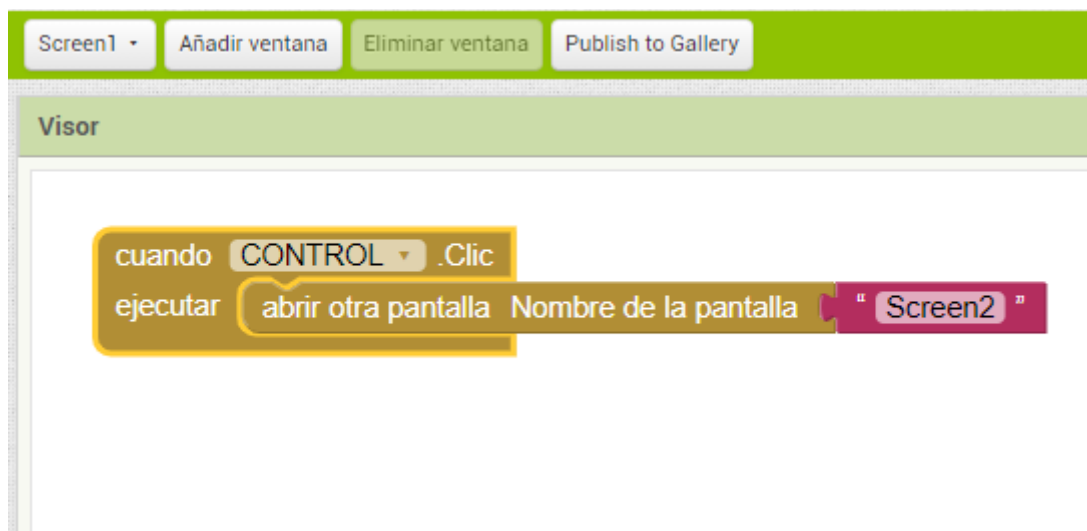 Screen1 Añadir ventana Eliminar ventana Publish to Gallery
Visor
cuando CONTROL .Clic
ejecutar abrir otra pantalla Nombre de la pantalla “ Screen2 ”